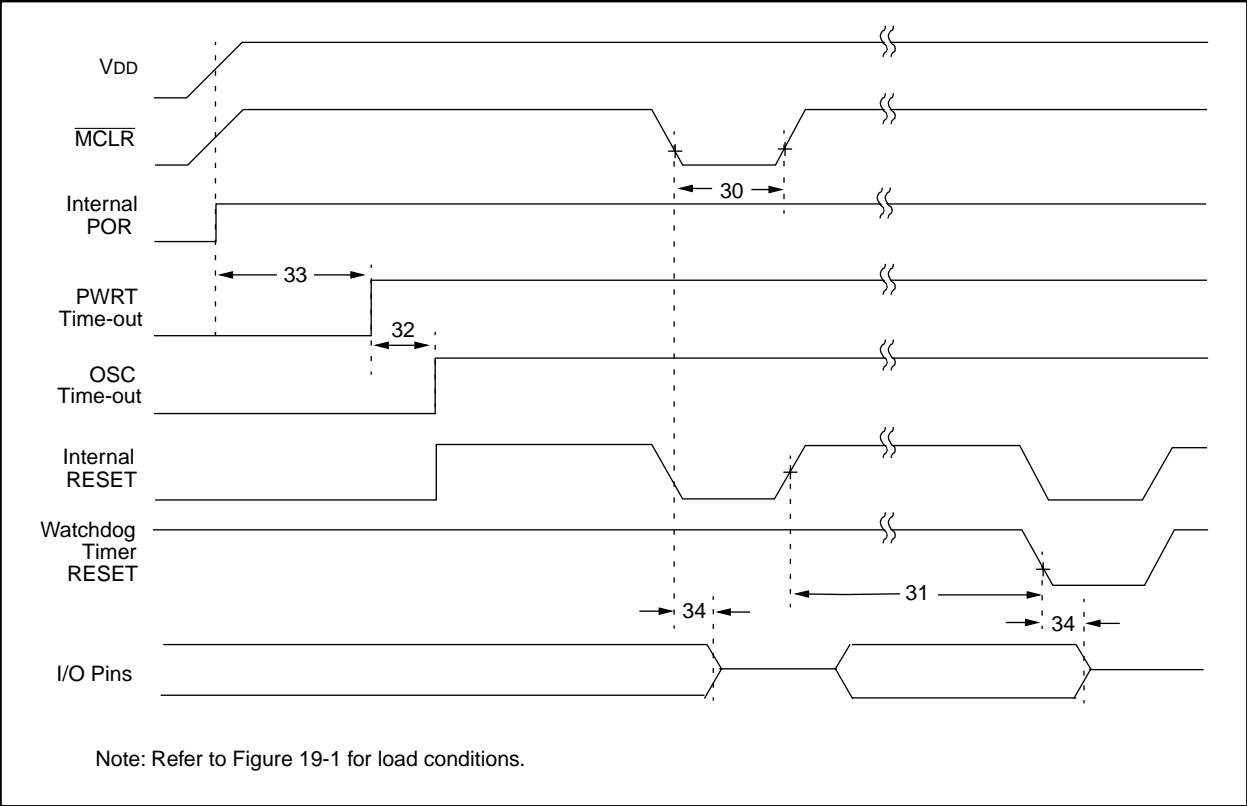 VDD
MCLR
30
Internal
POR
33
PWRT
Time-out
32
OSC
Time-out
Internal
RESET
Watchdog
Timer
RESET
31
34
34
I/O Pins
Note: Refer to Figure 19-1 for load conditions.